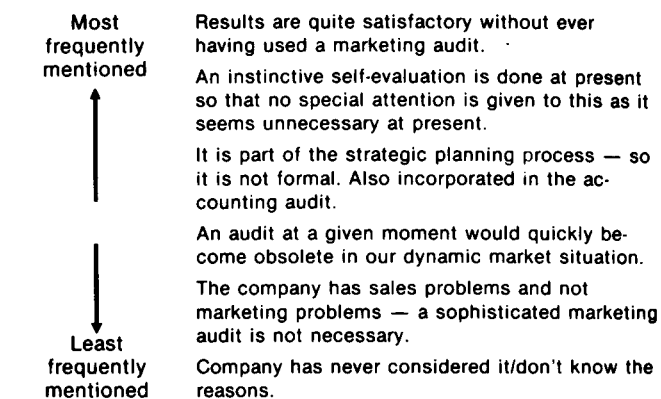 Most
frequently
mentioned
Results are quite satisfactory without ever
having used a marketing audit.
An instinctive self-evaluation is done at present
so that no special attention is given to this as it
seems unnecessary at present.
It is part of the strategic planning process — so
it is not formal. Also incorporated in the ac-
counting audit.
An audit at a given moment would quickly be-
come obsolete in our dynamic market situation.
The company has sales problems and not
marketing problems — a sophisticated marketing
audit is not necessary.
Least
frequently
mentioned
Company has never considered it/don't know the
reasons.